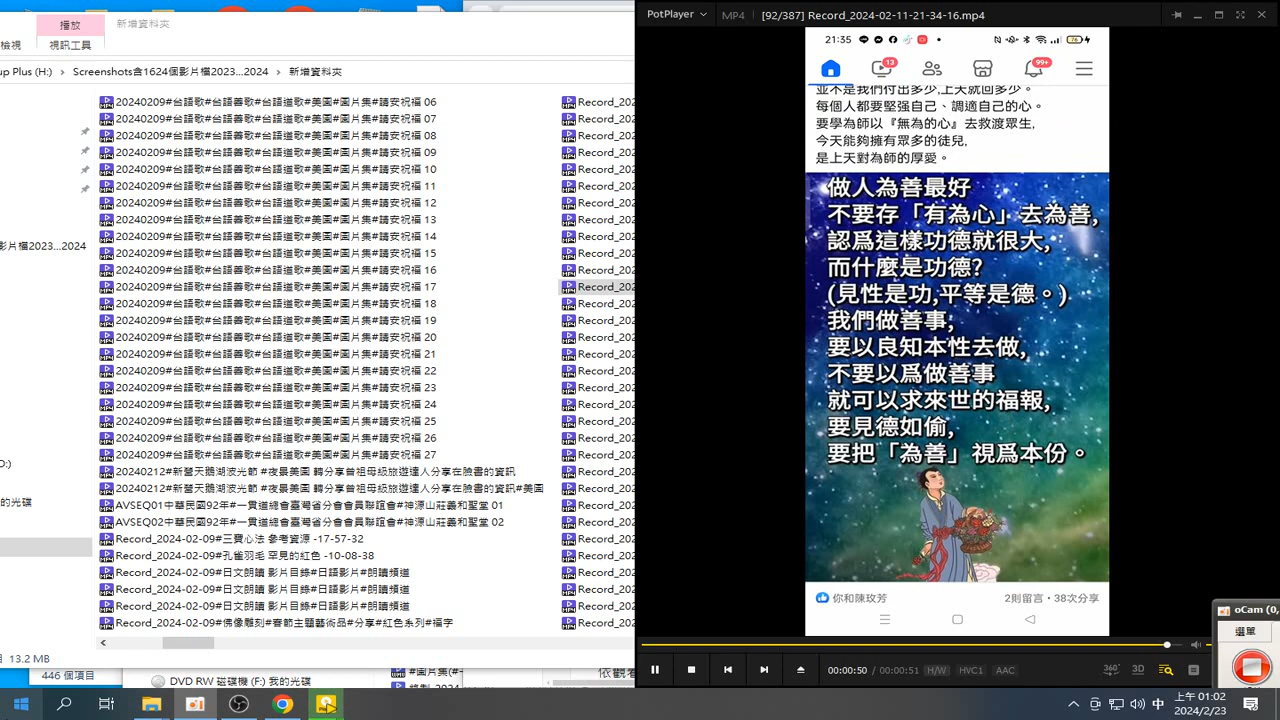 播放
新增資料夾
檢視
視訊工具
up Plus (H:)
Screenshots含1624個影片檔2023...2024
新增資料夾
影片檔2023...2024
O:)
我的光碟
20240209#台語歌#台語善歌#台語道歌#美圖#圖片集#請安祝福 06
20240209#台語歌#台語善歌#台語道歌#美圖#圖片集#請安祝福 07
20240209#台語歌#台語善歌#台語道歌#美圖#圖片集#請安祝福 08
20240209#台語歌#台語善歌#台語道歌#美圖#圖片集#請安祝福 09
20240209#台語歌#台語善歌#台語道歌#美圖#圖片集#請安祝福 10
20240209#台語歌#台語善歌#台語道歌#美圖#圖片集#請安祝福 11
20240209#台語歌#台語善歌#台語道歌#美圖#圖片集#請安祝福 12
20240209#台語歌#台語善歌#台語道歌#美圖#圖片集#請安祝福 13
20240209#台語歌#台語善歌#台語道歌#美圖#圖片集#請安祝福 14
20240209#台語歌#台語善歌#台語道歌#美圖#圖片集#請安祝福 15
20240209#台語歌#台語善歌#台語道歌#美圖#圖片集#請安祝福 16
20240209#台語歌#台語善歌#台語道歌#美圖#圖片集#請安祝福 17
20240209#台語歌#台語善歌#台語道歌#美圖#圖片集#請安祝福 18
20240209#台語歌#台語善歌#台語道歌#美圖#圖片集#請安祝福 19
20240209#台語歌#台語善歌#台語道歌#美圖#圖片集#請安祝福 20
20240209#台語歌#台語善歌#台語道歌#美圖#圖片集#請安祝福 21
20240209#台語歌#台語善歌#台語道歌#美圖#圖片集#請安祝福 22
20240209#台語歌#台語善歌#台語道歌#美圖#圖片集#請安祝福 23
20240209#台語歌#台語善歌#台語道歌#美圖#圖片集#請安祝福 24
20240209#台語歌#台語善歌#台語道歌#美圖#圖片集#請安祝福 25
20240209#台語歌#台語善歌#台語道歌#美圖#圖片集#請安祝福 26
20240209#台語歌#台語善歌#台語道歌#美圖#圖片集#請安祝福 27
20240212#新營天鵝湖波光節 #夜景美圖 轉分享曾祖母級旅遊達人分享在臉書的資訊
20240212#新營天鵝湖波光節 #夜景美圖 轉分享曾祖母級旅遊達人分享在臉書的資訊#美圖
AVSEQ01中華民國92年#一貫道總會臺灣省分會會員聯誼會#神源山莊義和聖堂 01
AVSEQ02中華民國92年#一貫道總會臺灣省分會會員聯誼會#神源山莊義和聖堂 02
Record_2024-02-09#三寶心法 參考資源 -17-57-32
Record_2024-02-09#孔雀羽毛 罕見的紅色 -10-08-38
Record_2024-02-09#日文朗讀 影片目錄#日語影片#朗讀頻道
Record_2024-02-09#日文朗讀 影片目錄#日語影片#朗讀頻道
Record_2024-02-09#日文朗讀 影片目錄#日語影片#朗讀頻道
Record_2024-02-09#佛像雕刻#春節主題藝術品#分享#紅色系列#福字
13.2 MB
446 個項目
DVD RW 磁碟機 (F:) 我的光碟
PotPlayer
MP4
[92/387] Record_2024-02-11-21-34-16.mp4
21:35
13
99+
並不是我們付出多少,上天就回多少。
每個人都要堅强自己、調適自己的心。
要學為師以『無為的心』去救渡眾生,
今天能夠擁有眾多的徒兒,
是上天對為師的厚愛。
做人為善最好
不要存「有為心」去為善,
認爲這樣功德就很大,
而什麼是功德?
(見性是功,平等是德。)
我們做善事,
要以良知本性去做,
不要以爲做善事
就可以求來世的福報,
要見德如偷,
要把「為善」視爲本份。
你和陳玫芳
2則留言・38次分享
00:00:50 / 00:00:51
H/W
HVC1
AAC
360°
3D
oCam (0,
選單
中
上午 01:02
2024/2/23